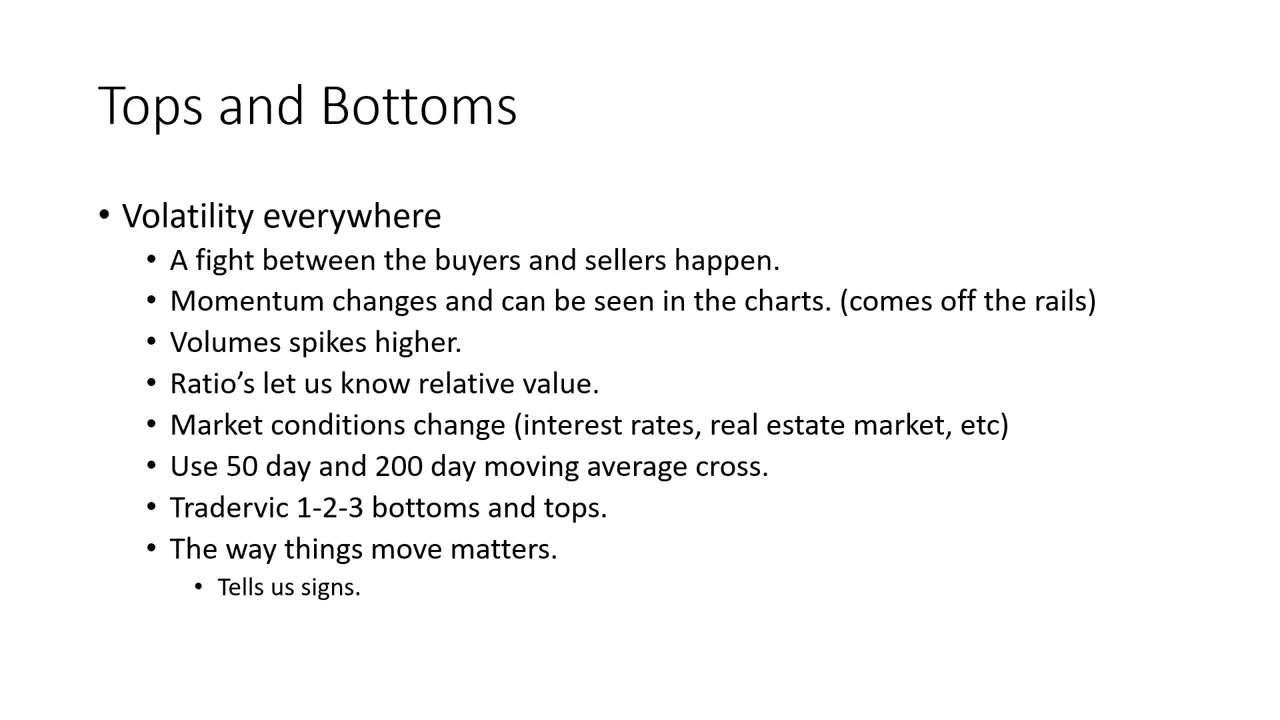 Tops and Bottoms
• Volatility everywhere
• A fight between the buyers and sellers happen.
• Momentum changes and can be seen in the charts. (comes off the rails)
• Volumes spikes higher.
• Ratio’s let us know relative value.
• Market conditions change (interest rates, real estate market, etc)
• Use 50 day and 200 day moving average cross.
• Tradervic 1-2-3 bottoms and tops.
• The way things move matters.
• Tells us signs.